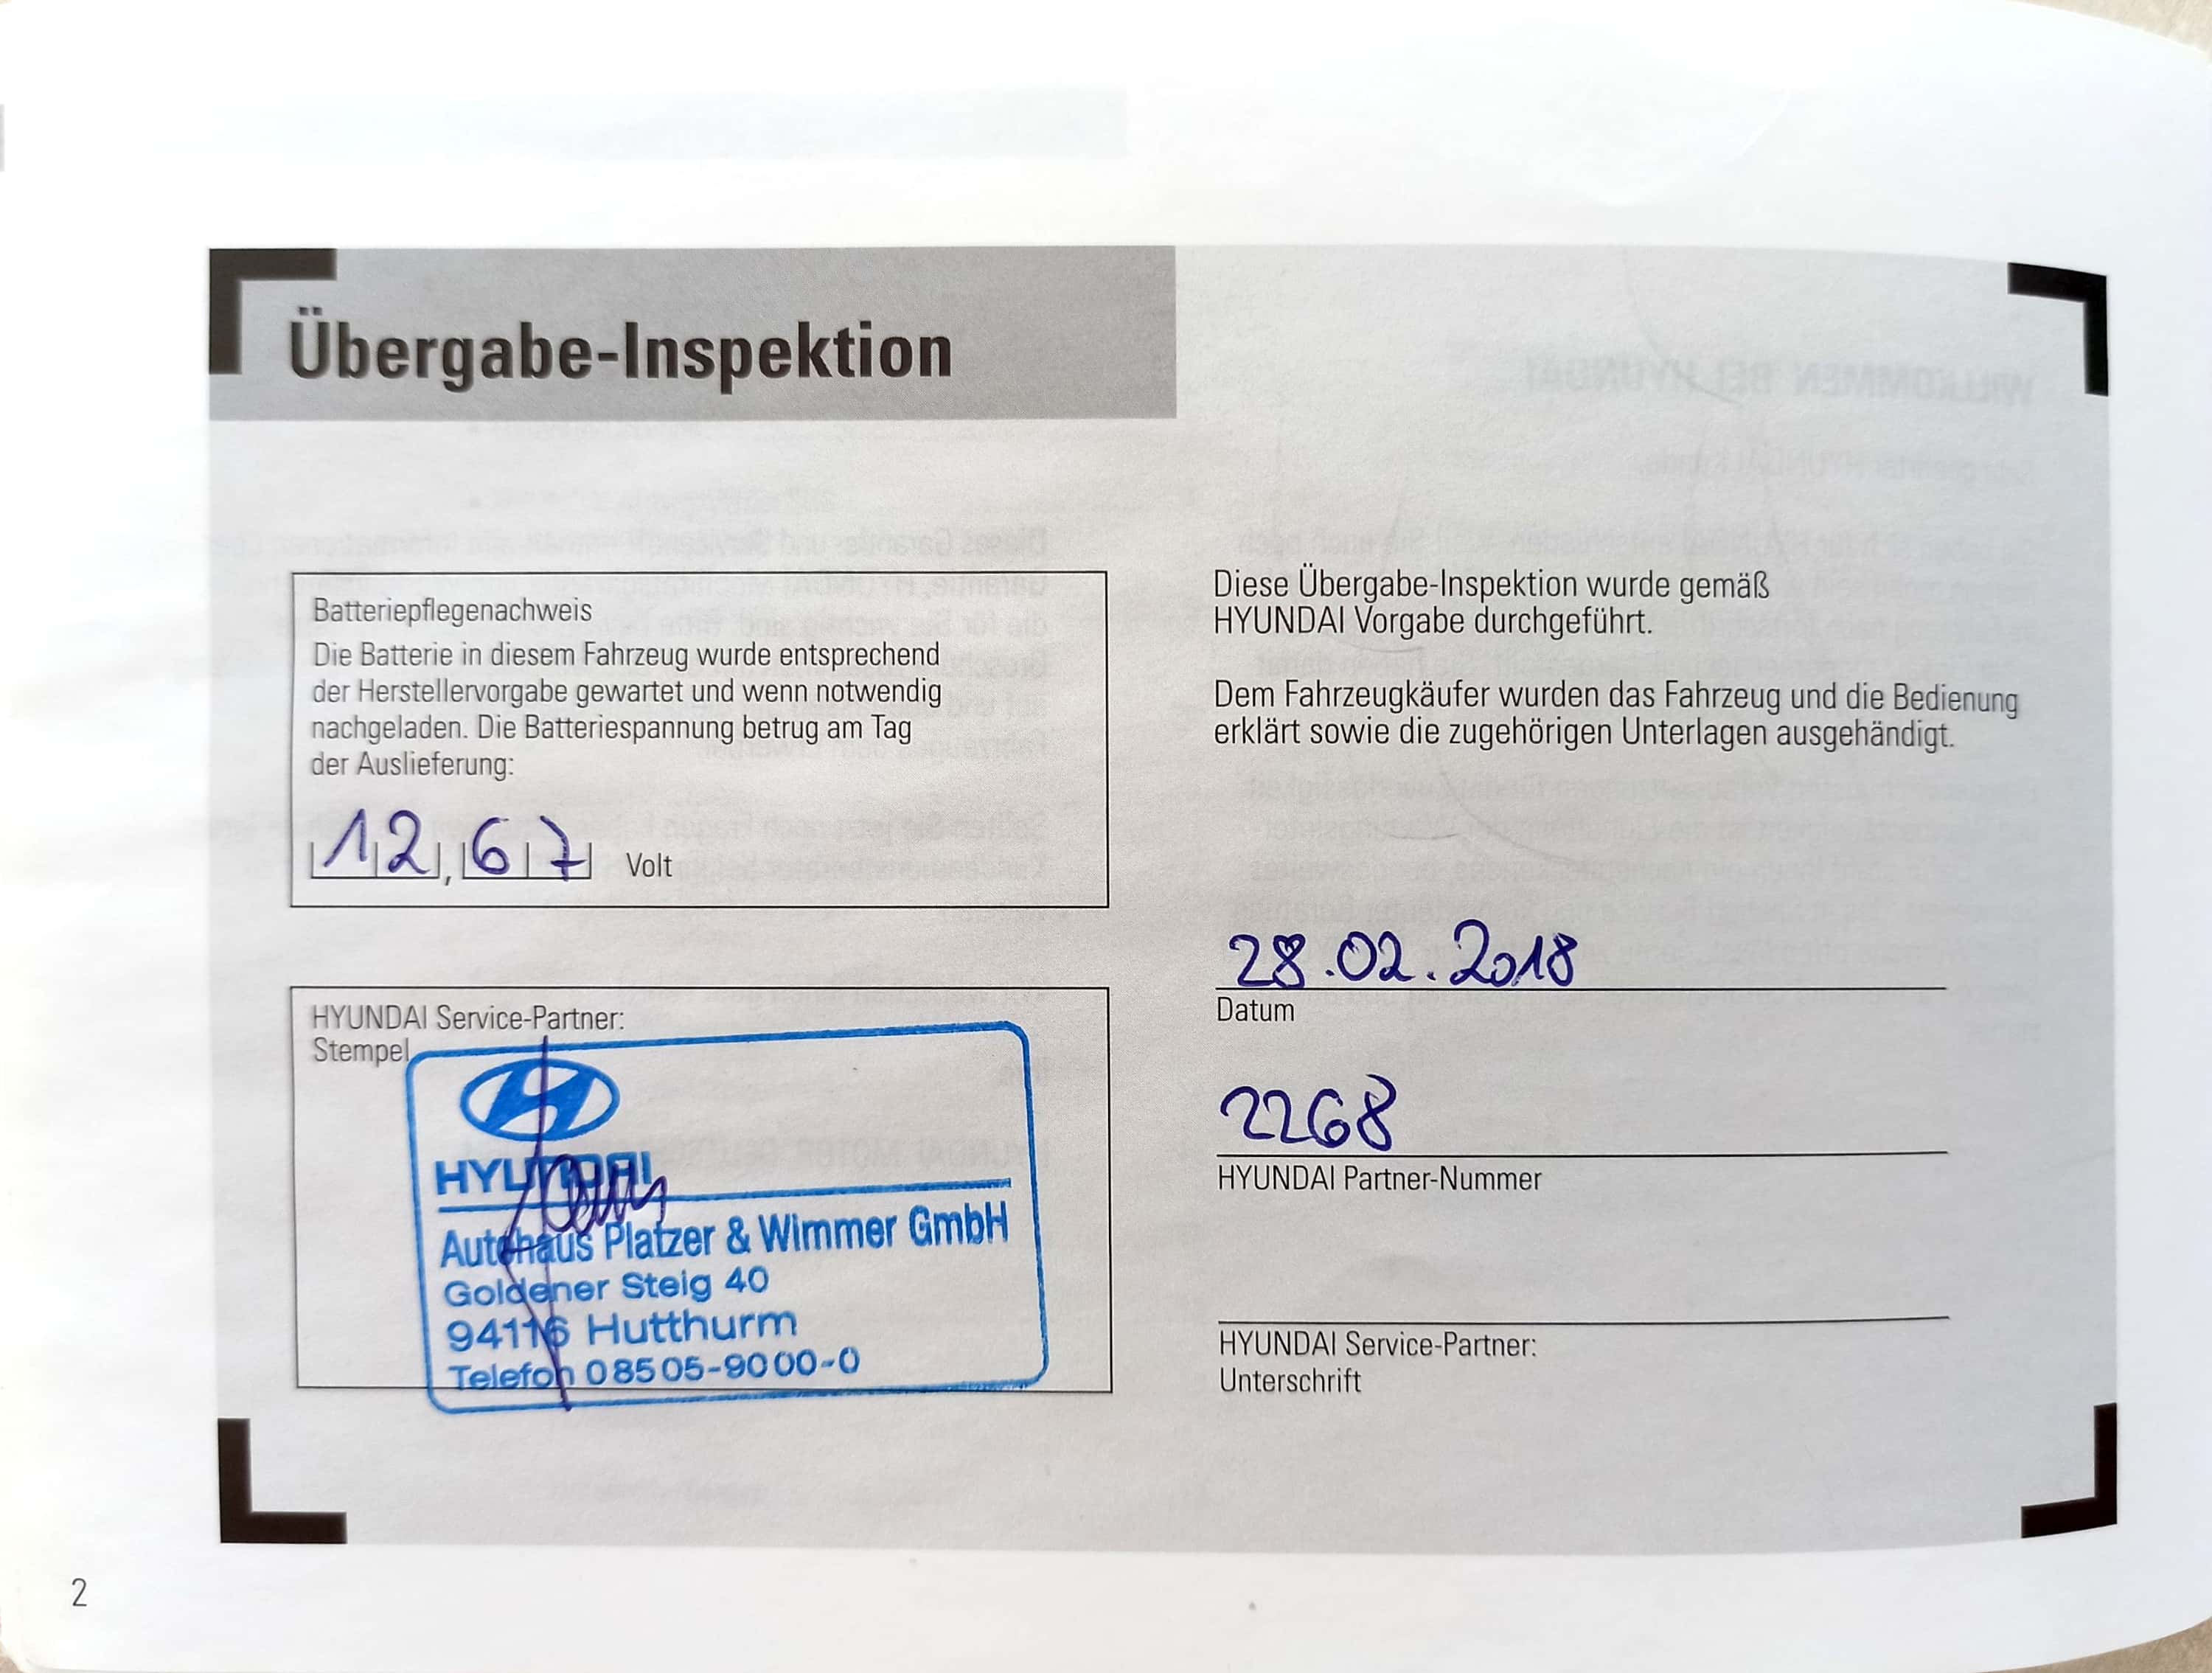 Übergabe-Inspektion
Batteriepflegenachweis
Die Batterie in diesem Fahrzeug wurde entsprechend
der Herstellervorgabe gewartet und wenn notwendig
nachgeladen. Die Batteriespannung betrug am Tag
der Auslieferung:
12,67 Volt
HYUNDAI Service-Partner:
Stempel
HYUNDAI
Autohaus Platzer & Wimmer GmbH
Goldener Steig 40
94116 Hutthurm
Telefon 08505-9000-0
Diese Übergabe-Inspektion wurde gemäß
HYUNDAI Vorgabe durchgeführt.
Dem Fahrzeugkäufer wurden das Fahrzeug und die Bedienung
erklärt sowie die zugehörigen Unterlagen ausgehändigt.
28.02.2018
Datum
2268
HYUNDAI Partner-Nummer
HYUNDAI Service-Partner:
Unterschrift
2